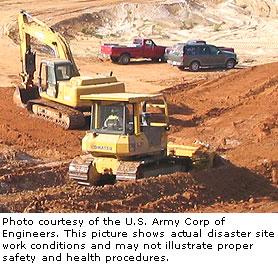 KOMATSU
Photo courtesy of the U.S. Army Corp of
Engineers. This picture shows actual disaster site
work conditions and may not illustrate proper
safety and health procedures.